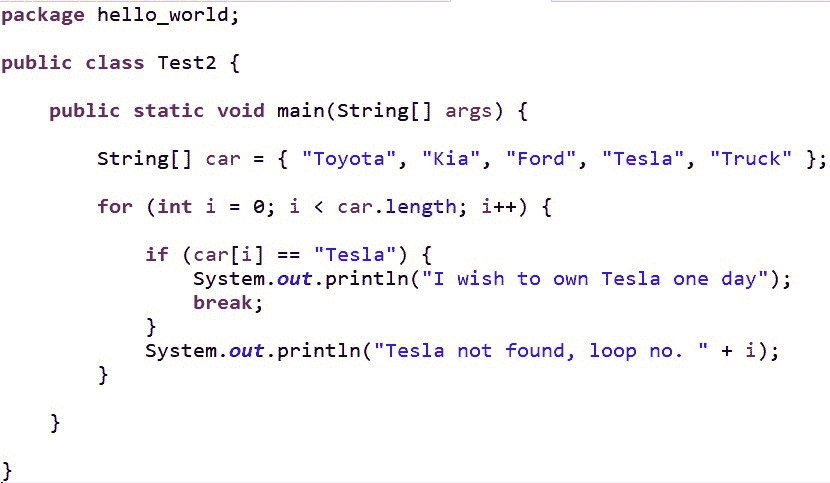 package hello_world;
public class Test2 {
public static void main(String[] args) {
String[] car = { "Toyota", "Kia", "Ford", "Tesla", "Truck" };
for (int i = 0; i < car.length; i++) {
if (car[i] == "Tesla") {
System.out.println("I wish to own Tesla one day");
break;
}
System.out.println("Tesla not found, loop no. " + i);
}
}
}